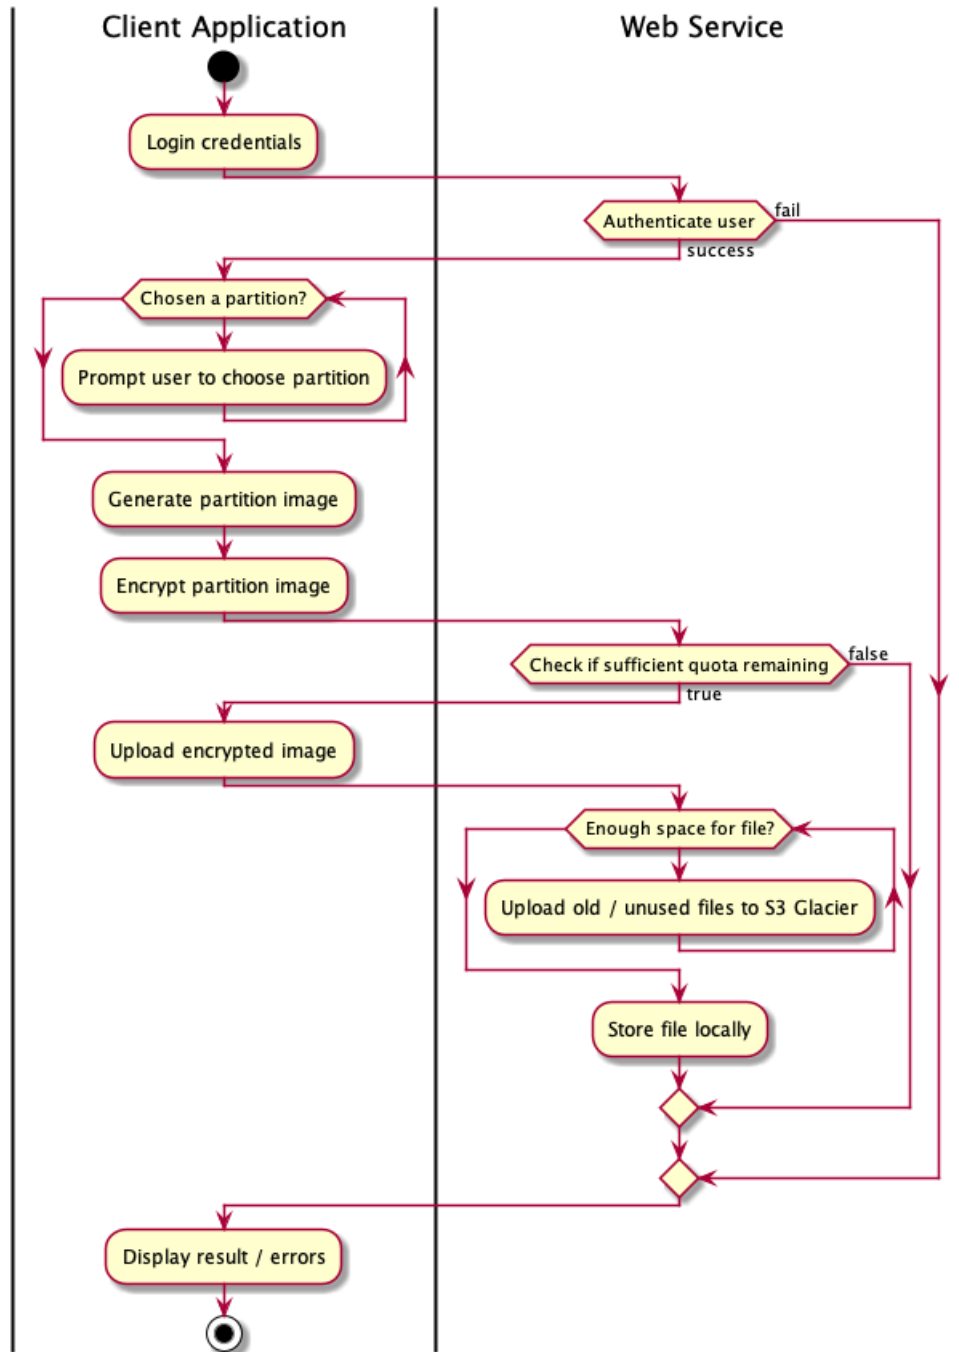 Client Application
Web Service
Login credentials
Authenticate user
fail
success
Chosen a partition?
Prompt user to choose partition
Generate partition image
Encrypt partition image
Check if sufficient quota remaining
false
true
Upload encrypted image
Enough space for file?
Upload old / unused files to S3 Glacier
Store file locally
Display result / errors